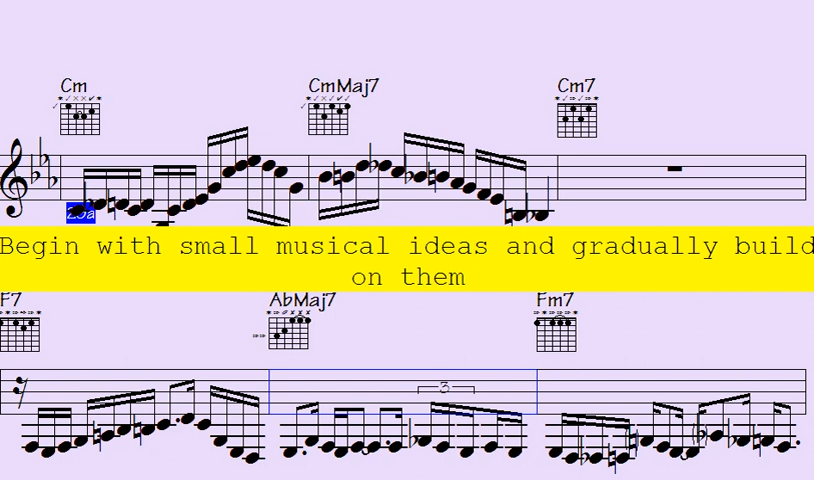 Cm CmMaj7 Cm7
Begin with small musical ideas and gradually build
on them
F7 AbMaj7 Fm7
3